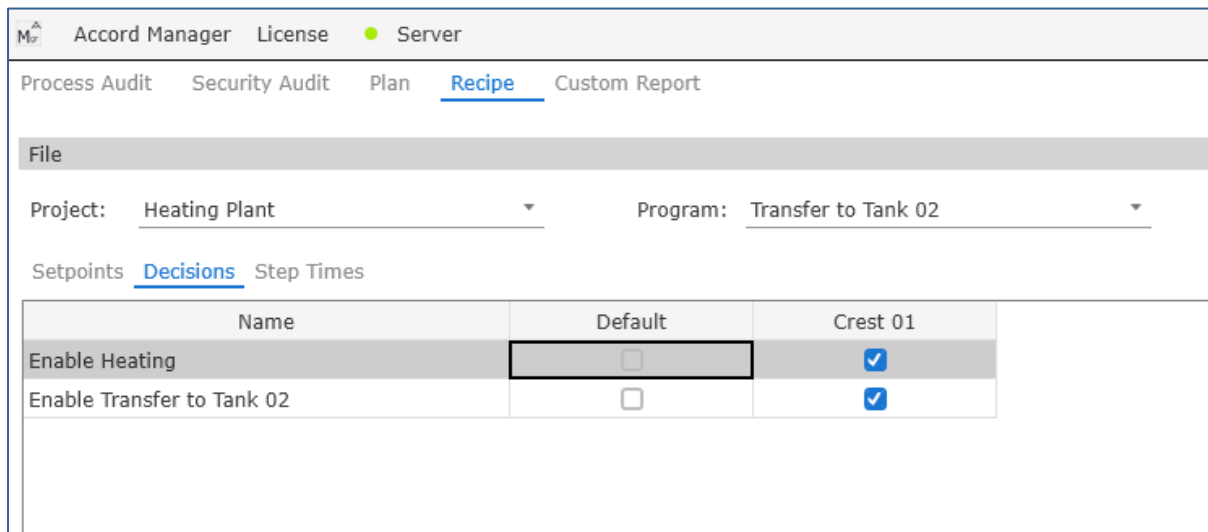 Accord Manager License Server
Process Audit Security Audit Plan Recipe Custom Report
File
Project: Heating Plant Program: Transfer to Tank 02
Setpoints Decisions Step Times
Name Default Crest 01
Enable Heating
Enable Transfer to Tank 02